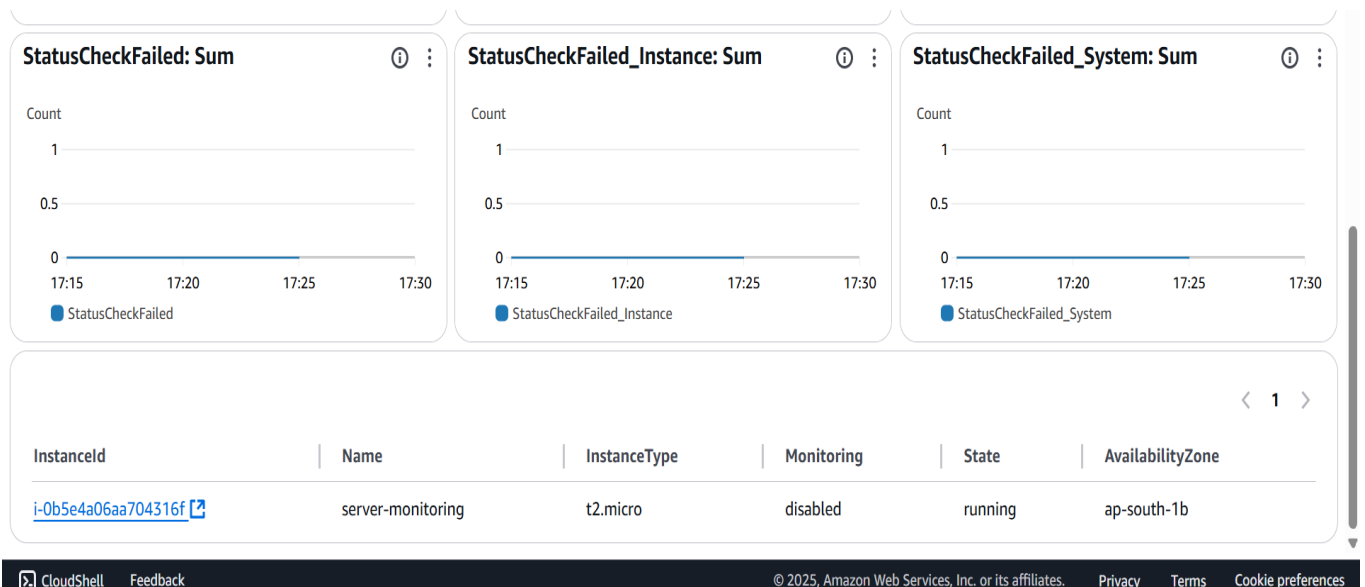 StatusCheckFailed: Sum
Count
1
0.5
0
17:15 17:20 17:25 17:30
StatusCheckFailed
StatusCheckFailed_Instance: Sum
Count
1
0.5
0
17:15 17:20 17:25 17:30
StatusCheckFailed_Instance
StatusCheckFailed_System: Sum
Count
1
0.5
0
17:15 17:20 17:25 17:30
StatusCheckFailed_System
1
InstanceId Name InstanceType Monitoring State AvailabilityZone
i-0b5e4a06aa704316f server-monitoring t2.micro disabled running ap-south-1b
CloudShell Feedback © 2025, Amazon Web Services, Inc. or its affiliates. Privacy Terms Cookie preferences